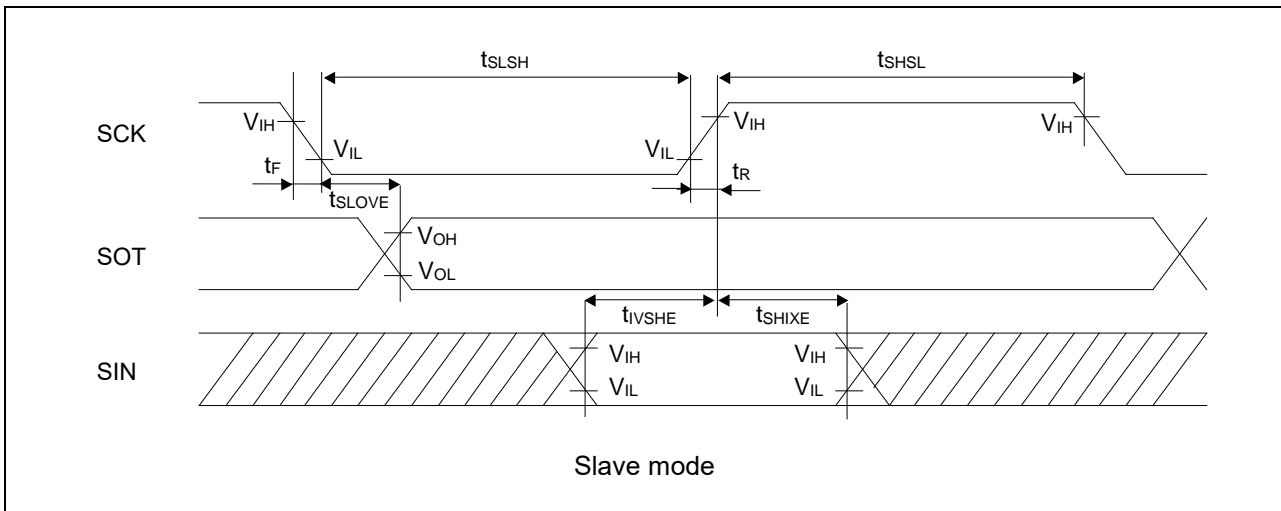 tSLSH
tSHSL
SCK
VIH
VIL
VIL
VIH
VIH
tF
tR
tSLOVE
SOT
VOH
VOL
tIVSHE
tSHIXE
SIN
VIH
VIH
VIL
VIL
Slave mode